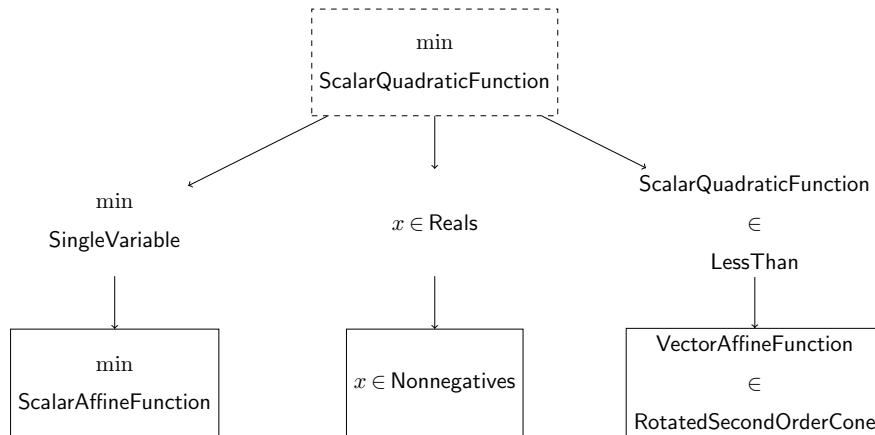 min
ScalarQuadraticFunction
min
SingleVariable
x ∈ Reals
ScalarQuadraticFunction
∈
LessThan
min
ScalarAffineFunction
x ∈ Nonnegatives
VectorAffineFunction
∈
RotatedSecondOrderCone